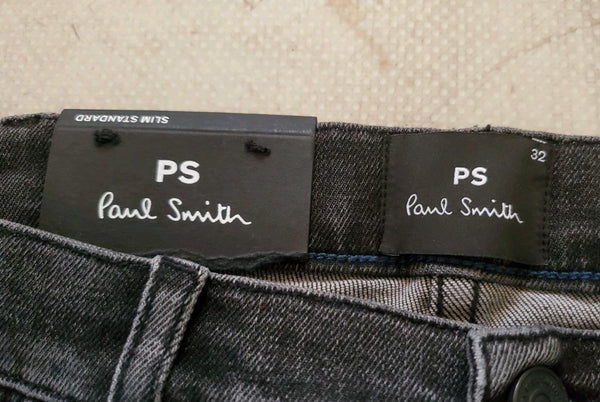 SLIM STANDARD
PS
Paul Smith
32
PS
Paul Smith